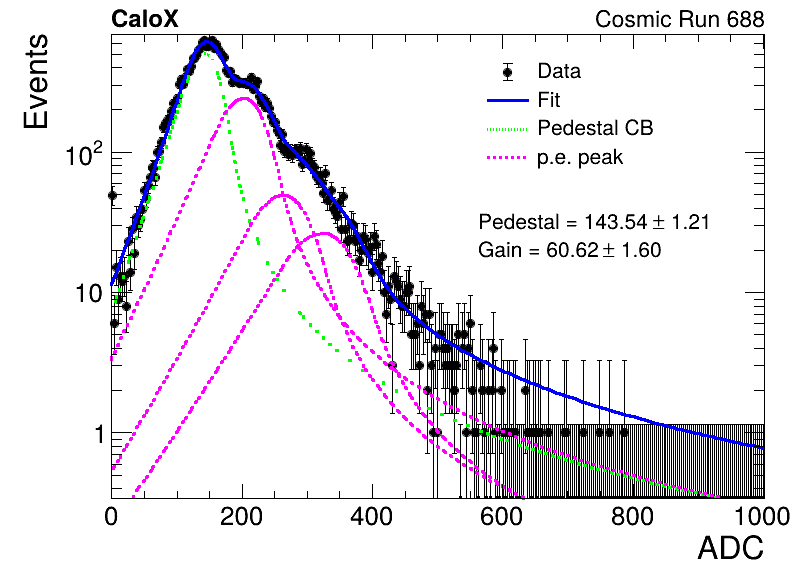 CaloX Cosmic Run 688
Events
Data
Fit
Pedestal CB
p.e. peak
Pedestal = 143.54 ± 1.21
Gain = 60.62 ± 1.60
10²
10
1
0 200 400 600 800 1000
ADC